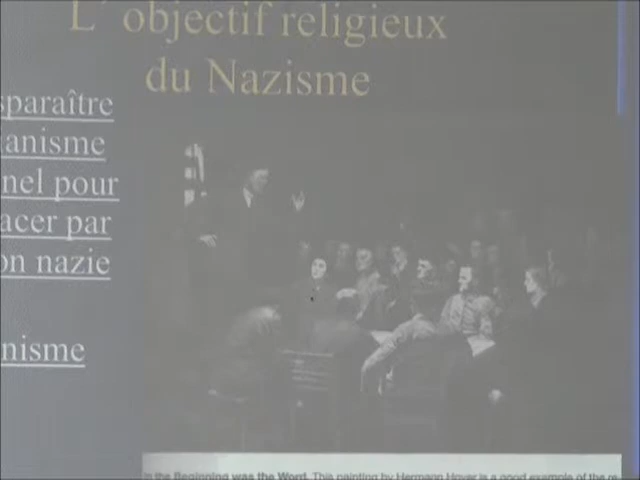 L' objectif religieux
du Nazisme
sparaître
anisme
nel pour
acer par
on nazie
nisme
In the Beginning was the Word. This painting by Hermann Hoyer is a good example of the re